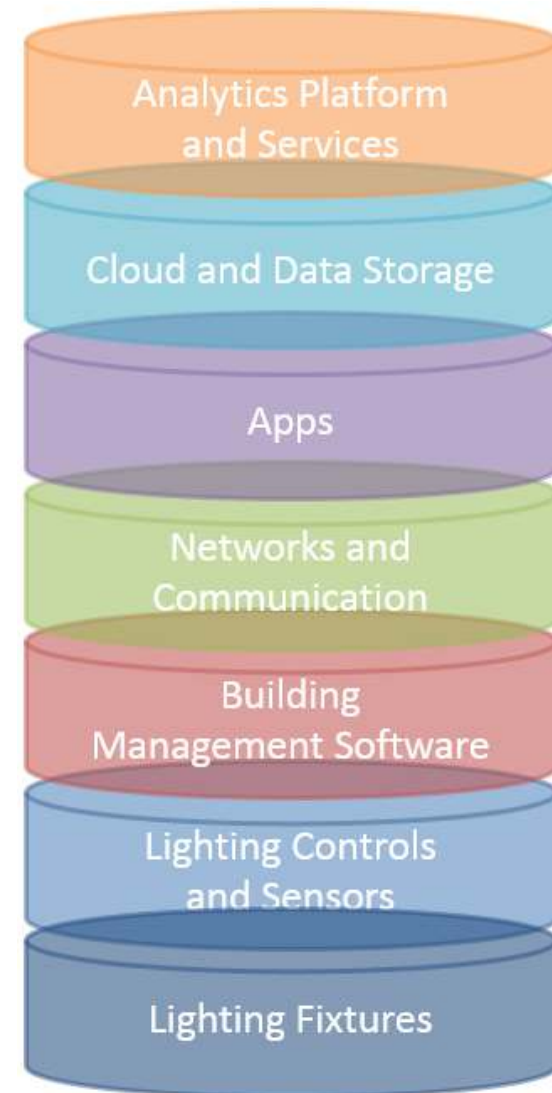 Analytics Platform
and Services
Cloud and Data Storage
Apps
Networks and
Communication
Building
Management Software
Lighting Controls
and Sensors
Lighting Fixtures